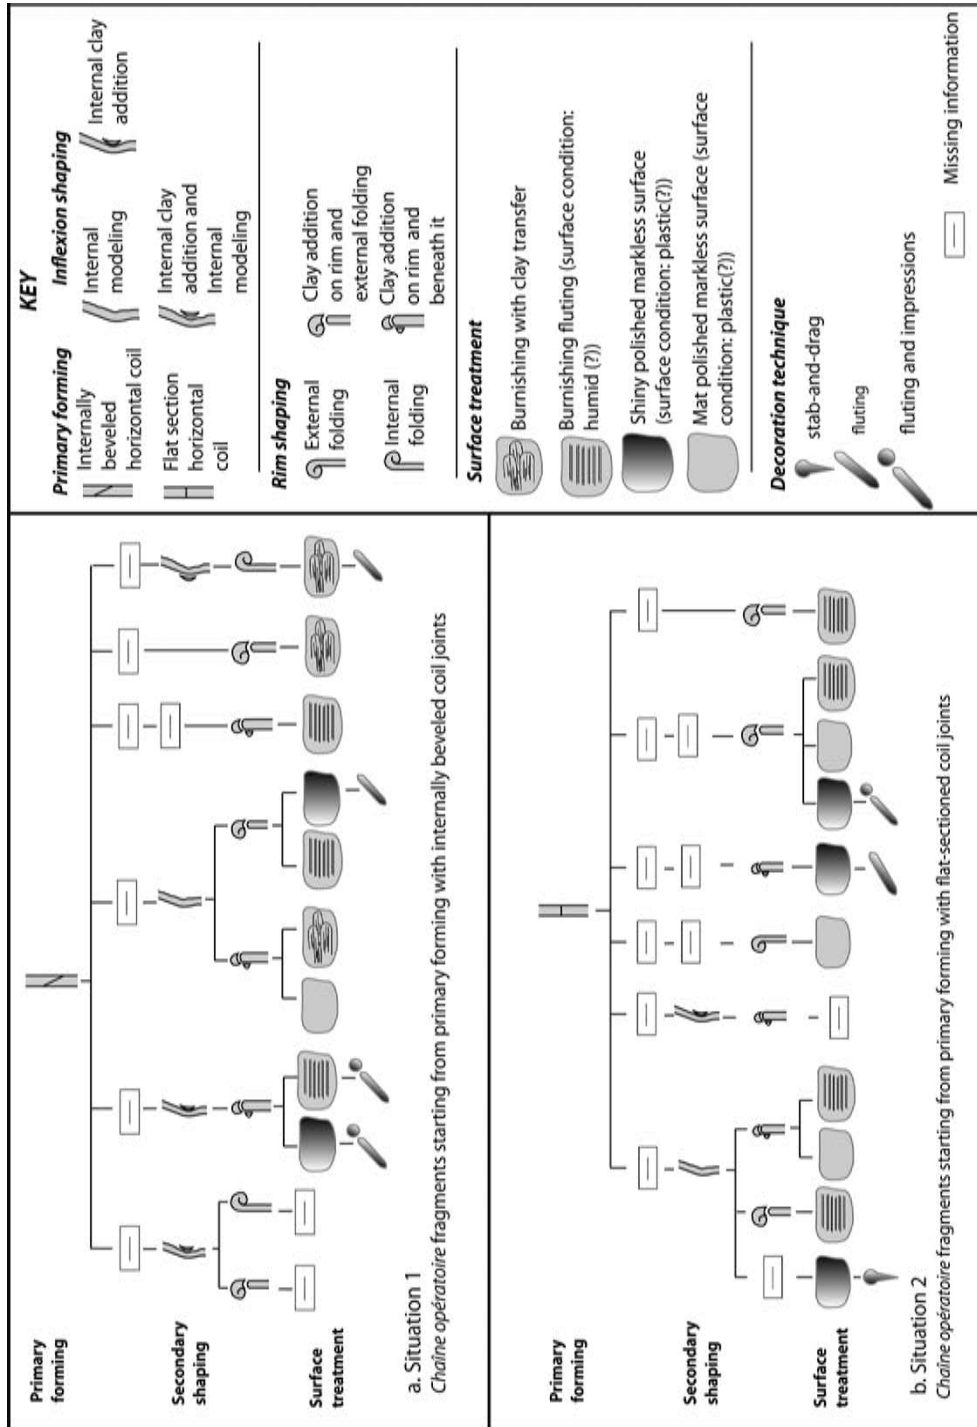 KEY
Primary forming
Internally
beveled
horizontal coil
Flat section
horizontal
coil
Inflexion shaping
Internal
modeling
Internal clay
addition
Internal clay
addition and
Internal
modeling
Rim shaping
External
folding
Internal
folding
Clay addition
on rim and
external folding
Clay addition
on rim and
beneath it
Surface treatment
Burnishing with clay transfer
Burnishing fluting (surface condition:
humid (?))
Shiny polished markless surface
(surface condition: plastic(?))
Mat polished markless surface (surface
condition: plastic(?))
Decoration technique
stab-and-drag
fluting
fluting and impressions
Missing information
Primary
forming
Secondary
shaping
Surface
treatment
a. Situation 1
Chaîne opératoire fragments starting from primary forming with internally beveled coil joints
Primary
forming
Secondary
shaping
Surface
treatment
b. Situation 2
Chaîne opératoire fragments starting from primary forming with flat-sectioned coil joints